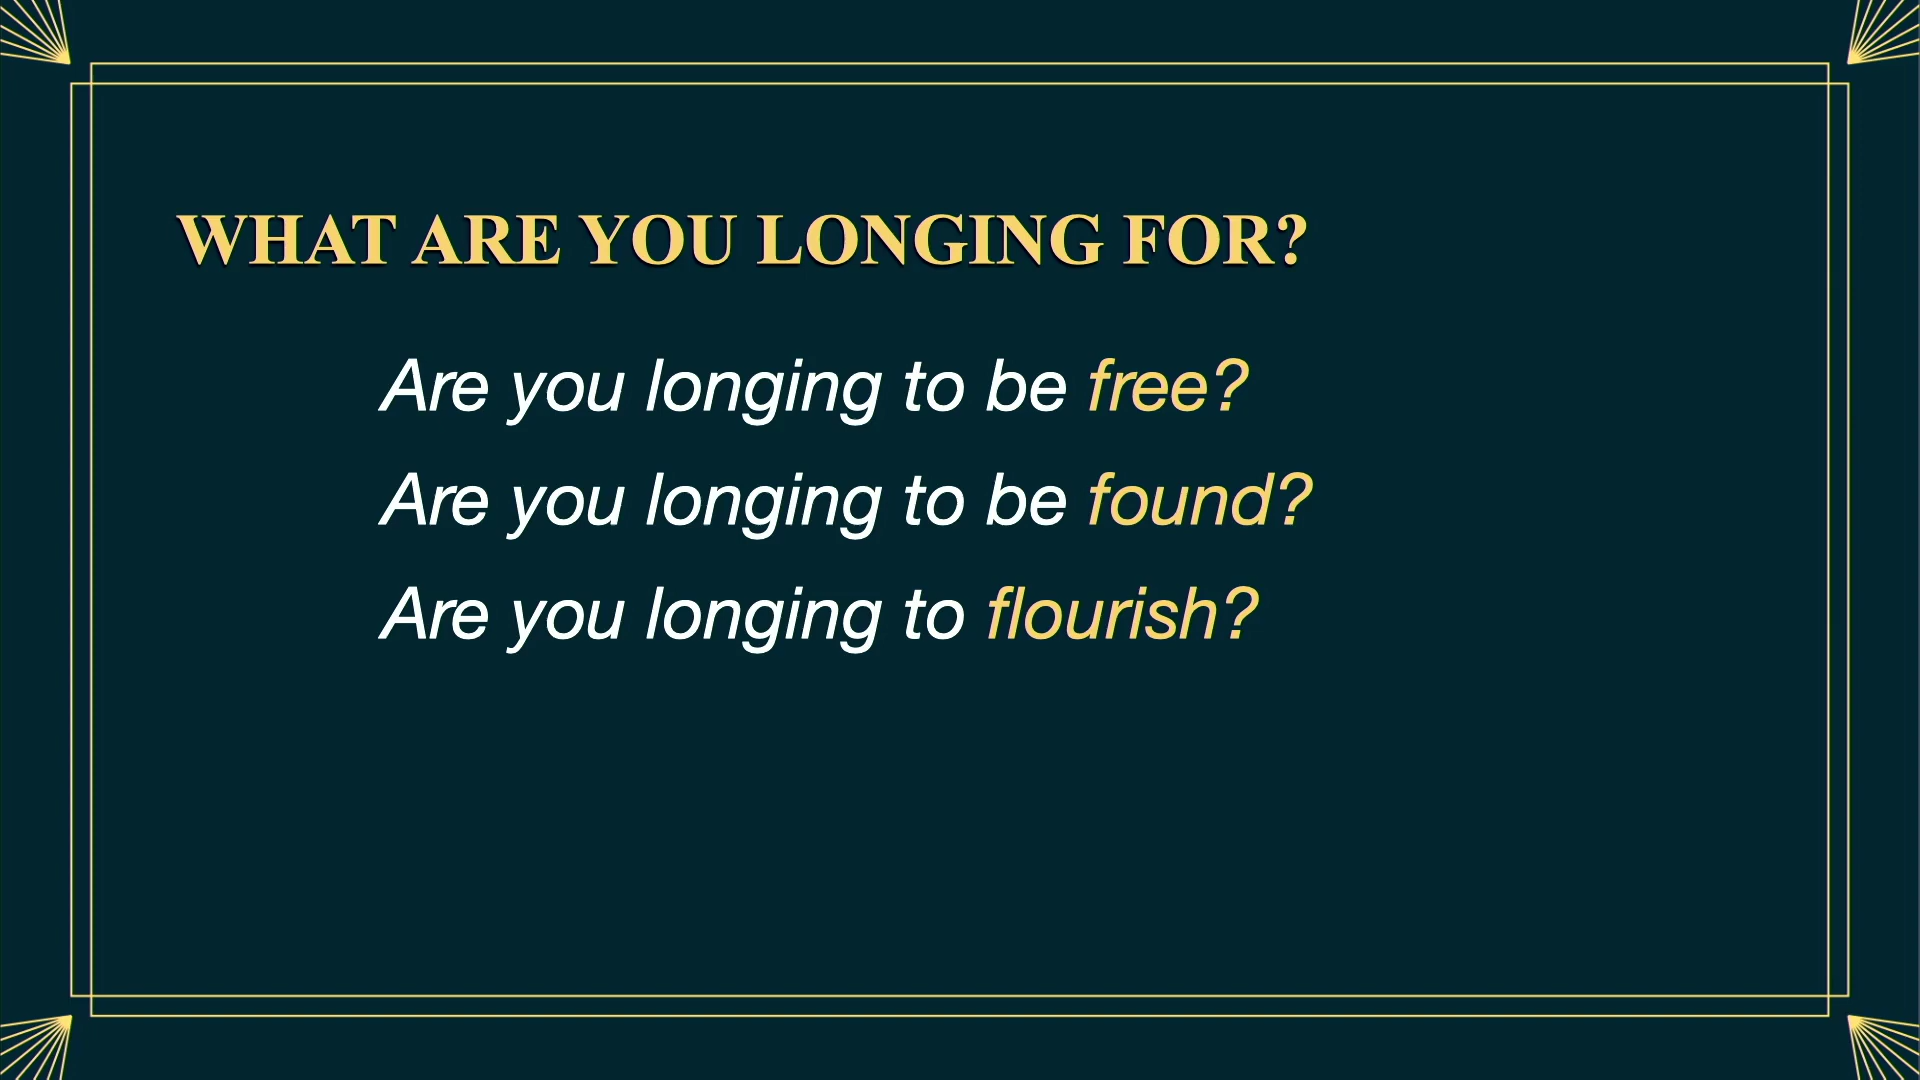 WHAT ARE YOU LONGING FOR?
Are you longing to be free?
Are you longing to be found?
Are you longing to flourish?